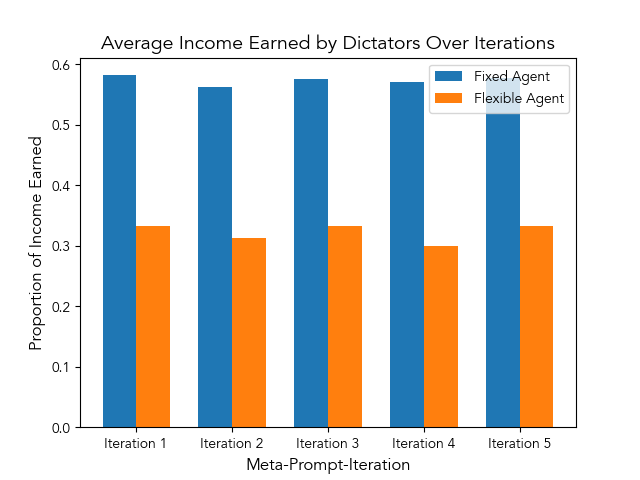 Average Income Earned by Dictators Over Iterations
Fixed Agent
Flexible Agent
Proportion of Income Earned
0.6
0.5
0.4
0.3
0.2
0.1
0.0
Iteration 1
Iteration 2
Iteration 3
Iteration 4
Iteration 5
Meta-Prompt-Iteration